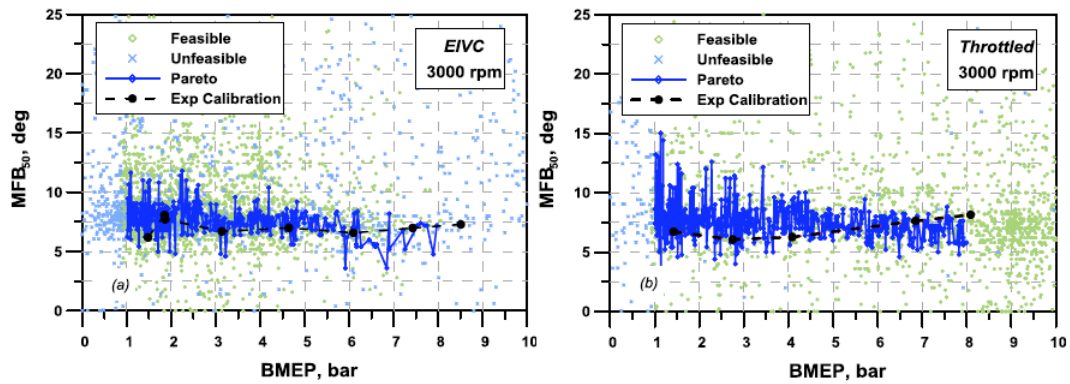 25
20
15
10
5
0
MFB50, deg
Feasible
Unfeasible
Pareto
Exp Calibration
EIVC
3000 rpm
(a)
0 1 2 3 4 5 6 7 8 9 10
BMEP, bar
25
20
15
10
5
0
MFB50, deg
Feasible
Unfeasible
Pareto
Exp Calibration
Throttled
3000 rpm
(b)
0 1 2 3 4 5 6 7 8 9 10
BMEP, bar